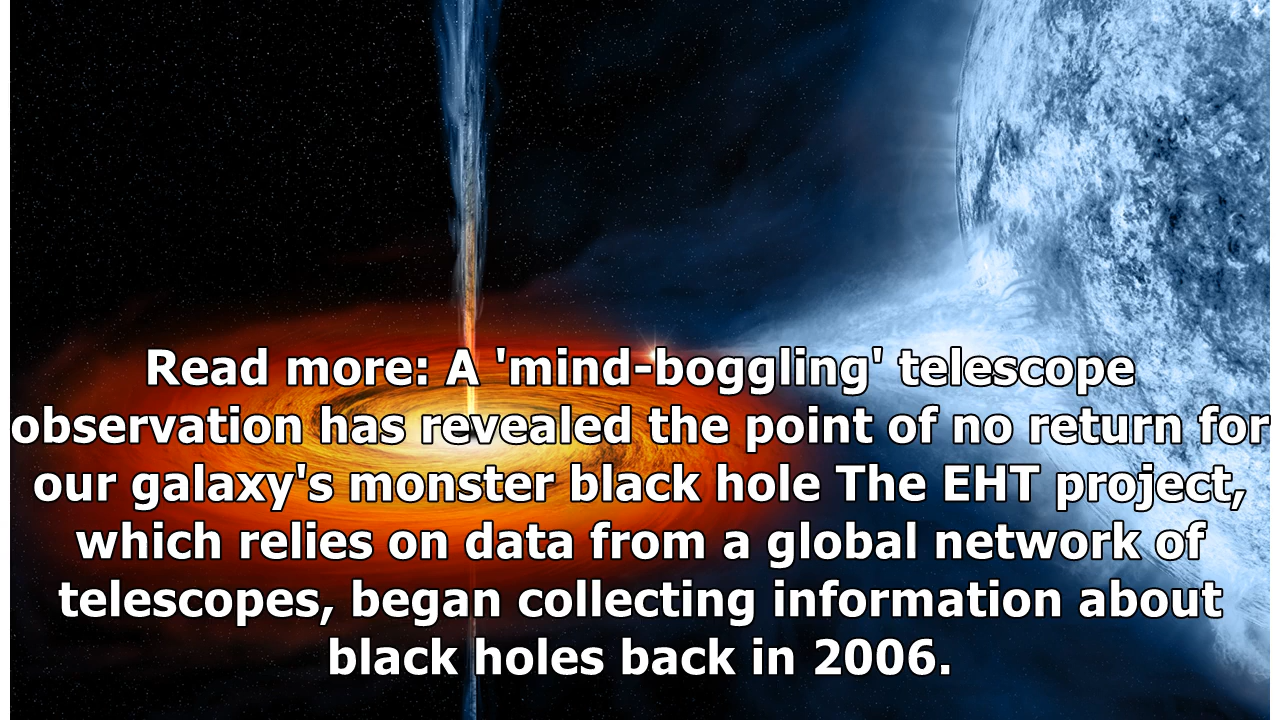 Read more: A 'mind-boggling' telescope
observation has revealed the point of no return for
our galaxy's monster black hole The EHT project,
which relies on data from a global network of
telescopes, began collecting information about
black holes back in 2006.